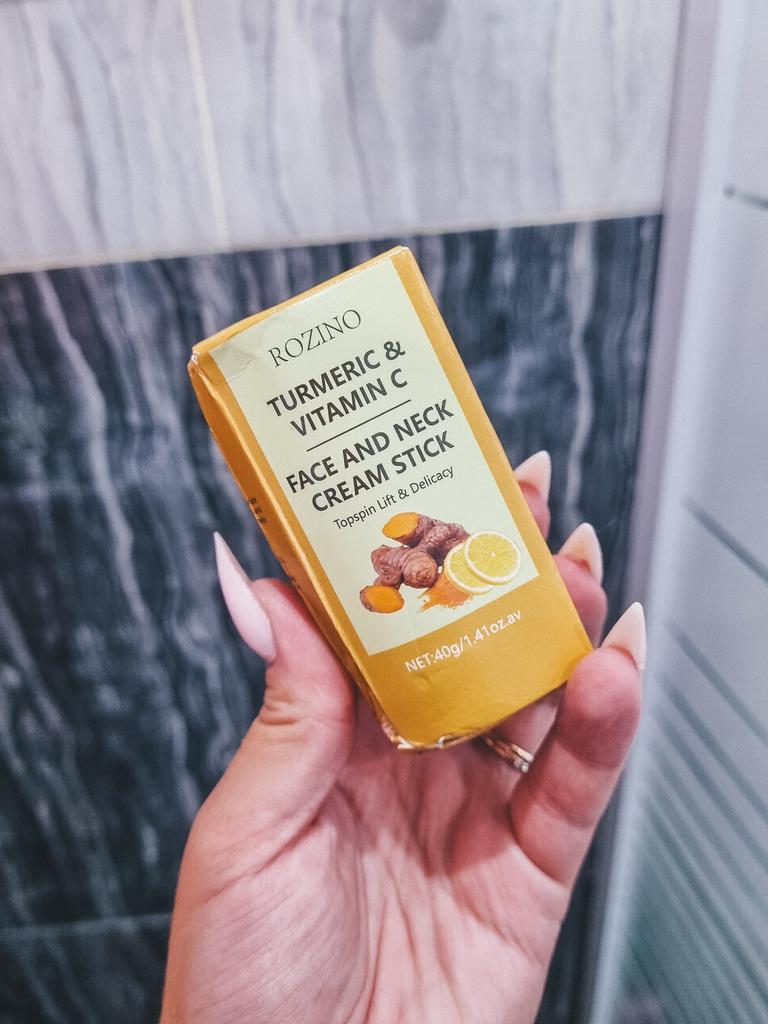 ROZINO
TURMERIC &
VITAMIN C
FACE AND NECK
CREAM STICK
Topspin Lift & Delicacy
NET:40g/1.41oz.av